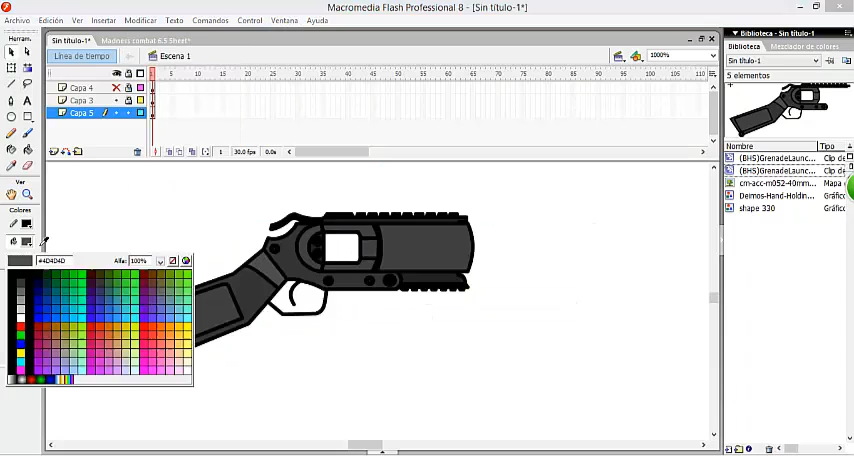 Macromedia Flash Professional 8 - [Sin título-1*]
Archivo Edición Ver Insertar Modificar Texto Comandos Control Ventana Ayuda
Herram.
Ver
Colores
Sin título-1* Madness combat 6.5 Sheet*
Línea de tiempo Escena 1 1000%
1 5 10 15 20 25 30 35 40 45 50 55 60 65 70 75 80 85 90 95 100 105 110
Capa 4
Capa 3
Capa 5
1 30.0 fps 0.0s
#4D4D4D Alfa: 100%
Biblioteca - Sin título-1
Biblioteca Mezclador de colores
Sin título-1
5 elementos
Nombre Tipo
(BHS)GrenadeLaunc... Clip de
(BHS)GrenadeLaunc... Clip de
cm-acc-m052-40mm... Mapa
Deimos-Hand-Holdin... Gráfico
shape 330 Gráfico